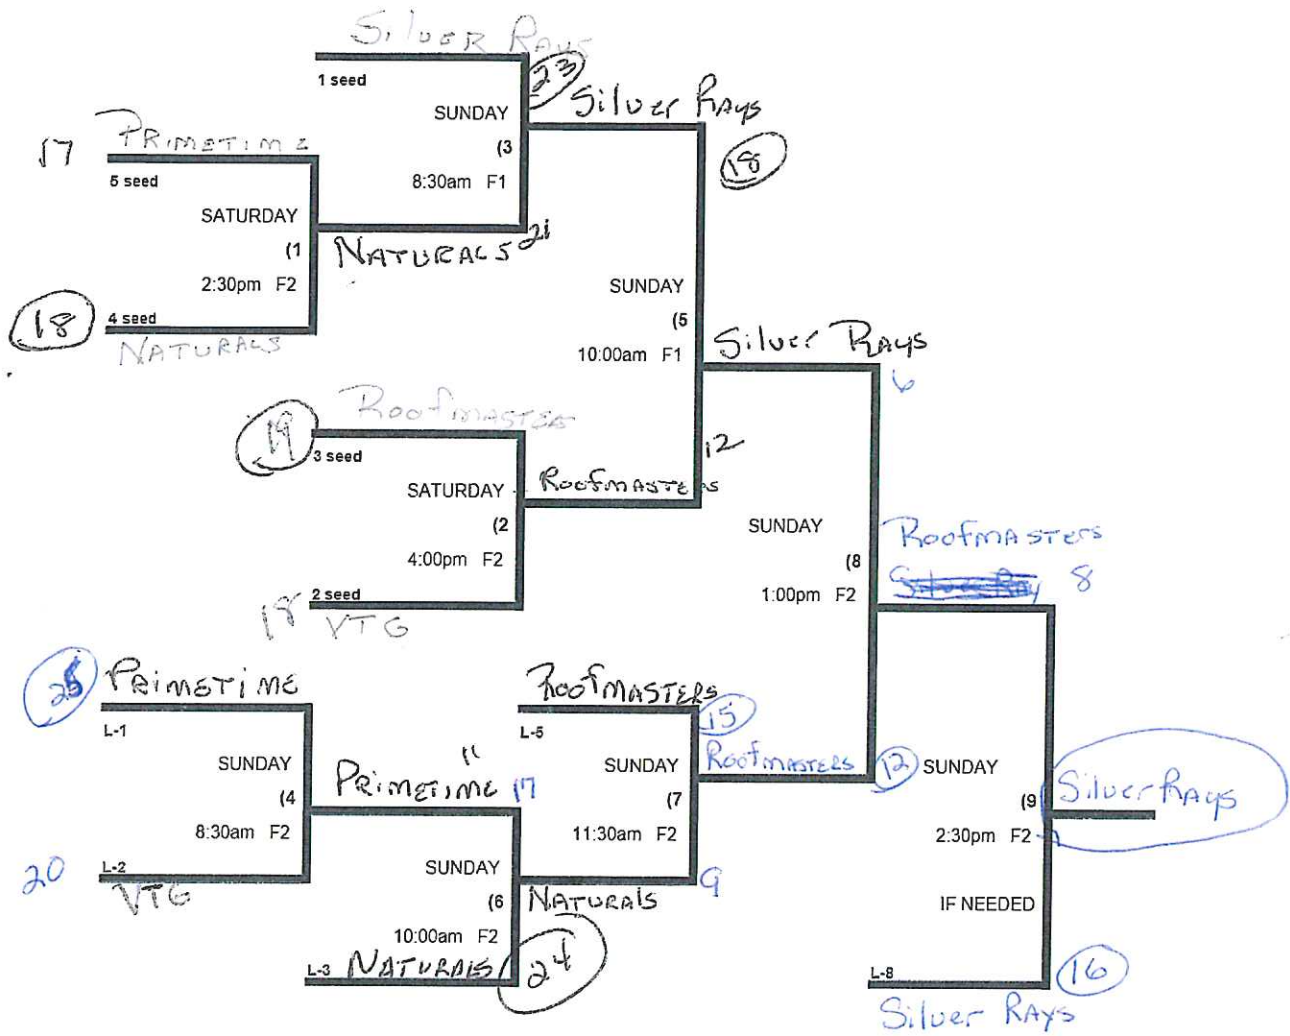 Silver Rays
1 seed
23
SUNDAY
(3
8:30am F1
Silver Rays
18
17
PRIMETIME
5 seed
SATURDAY
(1
2:30pm F2
NATURALS 21
18
4 seed
NATURALS
SUNDAY
(5
10:00am F1
Silver Rays
6
Roofmasters
19
3 seed
SATURDAY
(2
4:00pm F2
Roofmasters
12
18
2 seed
VTG
SUNDAY
(8
1:00pm F2
Roofmasters
Silver Ray 8
PRIMETIME
L-1
SUNDAY
(4
8:30am F2
20
L-2
VTG
PRIMETIME 17
11
SUNDAY
(6
10:00am F2
L-3 NATURALS
24
Roofmasters
15
L-5
SUNDAY
(7
11:30am F2
NATURALS
9
Roofmasters
12
SUNDAY
(9
2:30pm F2
IF NEEDED
Silver Rays
L-8
16
Silver Rays